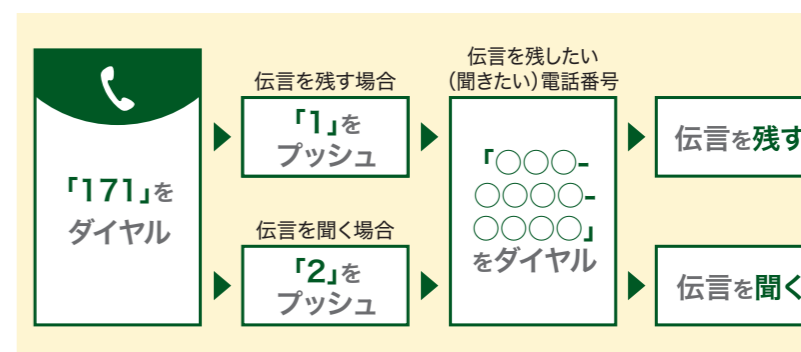 「171」を
ダイヤル
伝言を残す場合
「1」を
プッシュ
伝言を聞く場合
「2」を
プッシュ
伝言を残したい
(聞きたい)電話番号
「○○○-
○○○○-
○○○○」
をダイヤル
伝言を残す
伝言を聞く